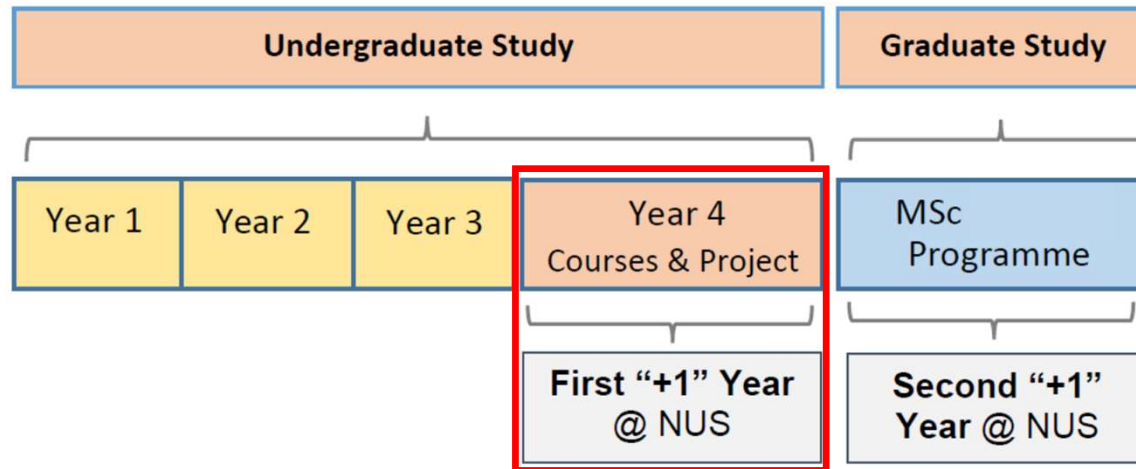 Undergraduate Study
Graduate Study
Year 1
Year 2
Year 3
Year 4
Courses & Project
MSc
Programme
First “+1” Year
@ NUS
Second “+1”
Year @ NUS